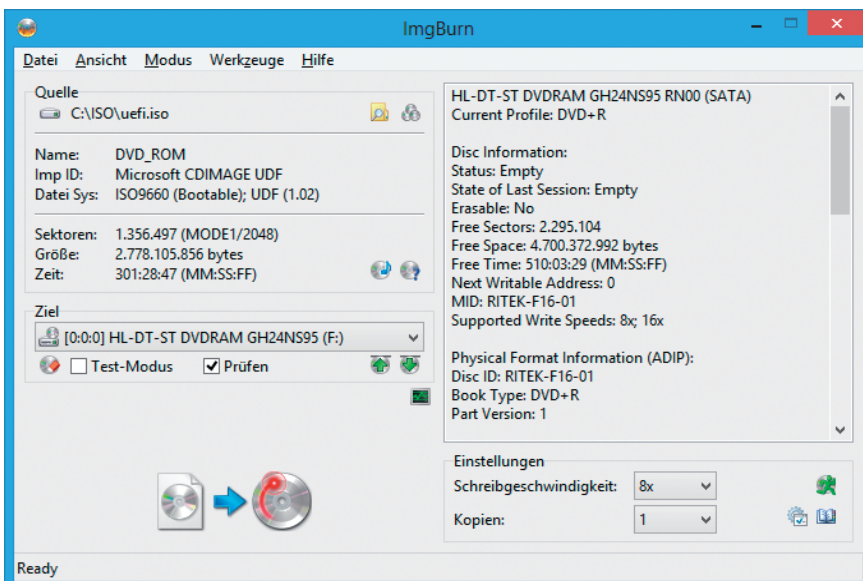 ImgBurn
Datei Ansicht Modus Werkzeuge Hilfe
Quelle
C:\ISO\uefi.iso
Name: DVD_ROM
Imp ID: Microsoft CDIMAGE UDF
Datei Sys: ISO9660 (Bootable); UDF (1.02)
Sektoren: 1.356.497 (MODE1/2048)
Größe: 2.778.105.856 bytes
Zeit: 301:28:47 (MM:SS:FF)
Ziel
[0:0:0] HL-DT-ST DVDRAM GH24NS95 (F:)
Test-Modus Prüfen
HL-DT-ST DVDRAM GH24NS95 RN00 (SATA)
Current Profile: DVD+R
Disc Information:
Status: Empty
State of Last Session: Empty
Erasable: No
Free Sectors: 2.295.104
Free Space: 4.700.372.992 bytes
Free Time: 510:03:29 (MM:SS:FF)
Next Writable Address: 0
MID: RITEK-F16-01
Supported Write Speeds: 8x; 16x
Physical Format Information (ADIP):
Disc ID: RITEK-F16-01
Book Type: DVD+R
Part Version: 1
Einstellungen
Schreibgeschwindigkeit: 8x
Kopien: 1
Ready